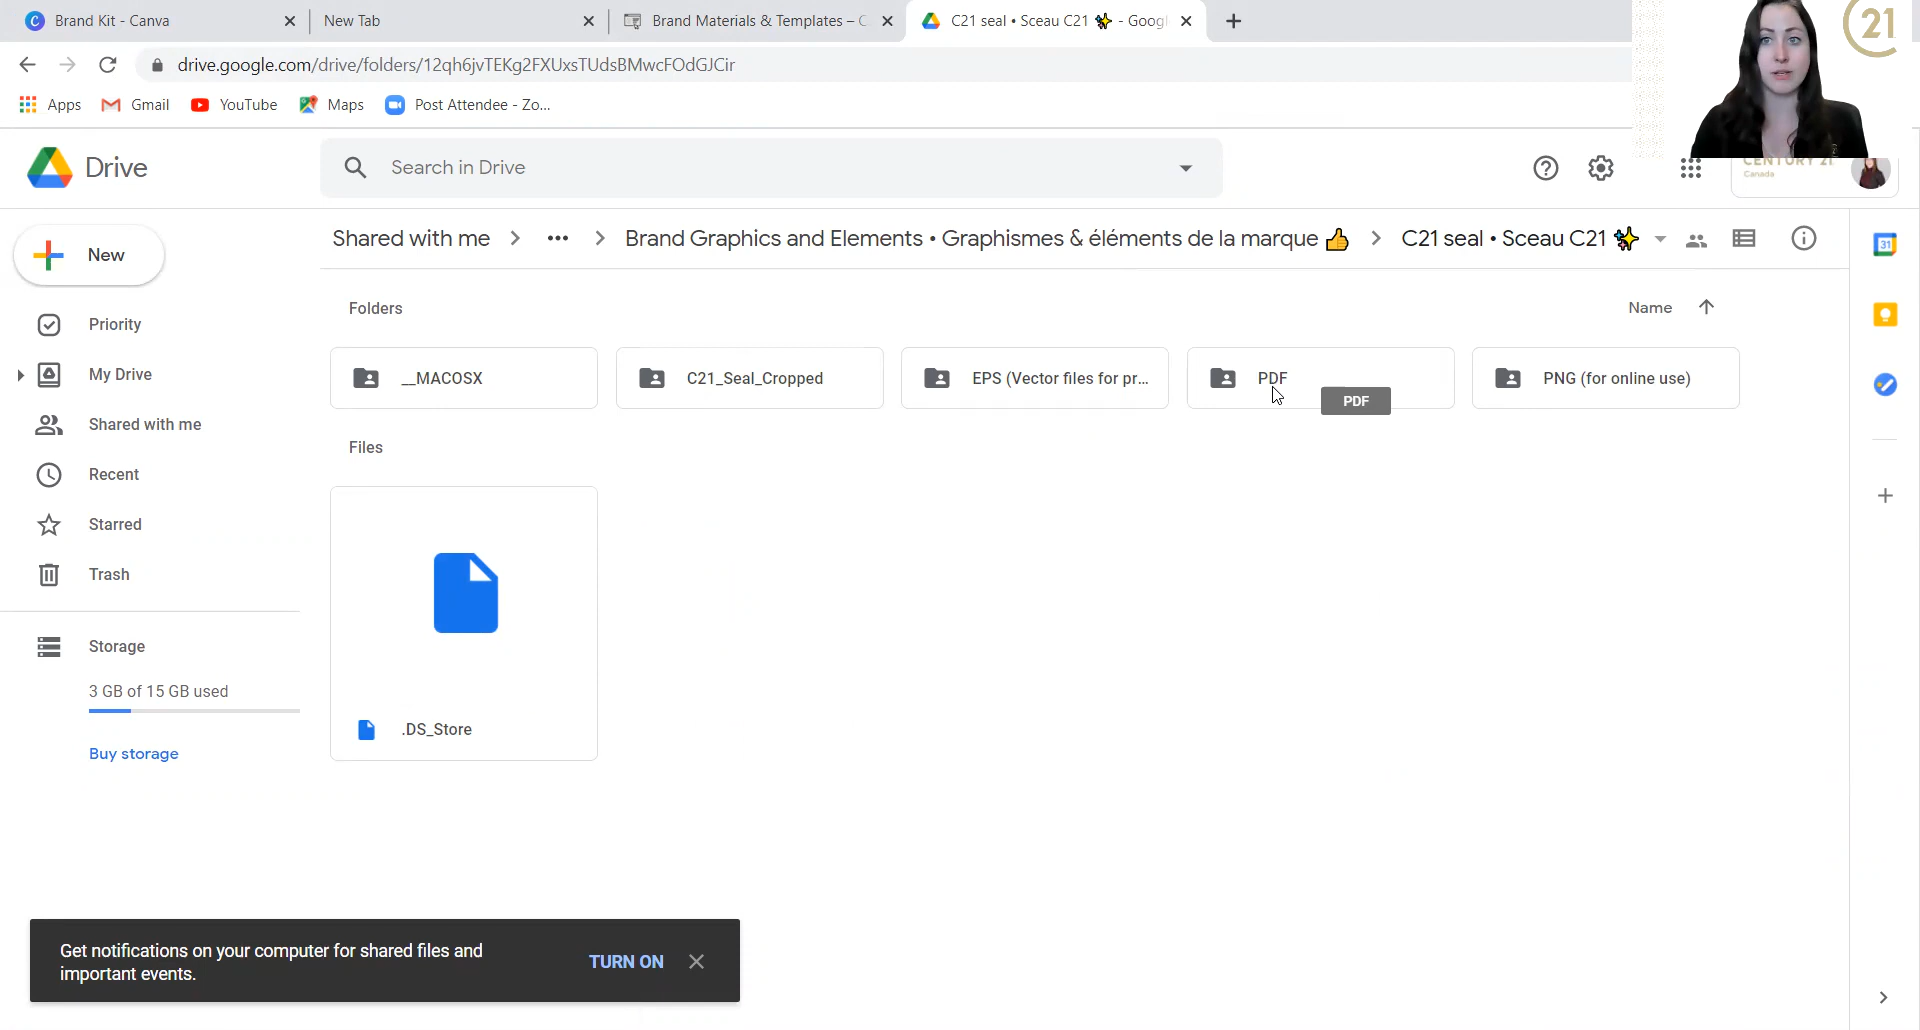 Brand Kit - Canva
New Tab
Brand Materials & Templates – C
C21 seal • Sceau C21 ✨ - Googl
drive.google.com/drive/folders/12qh6jvTEKg2FXUxsTUdsBMwcFOdGJCir
Apps
Gmail
YouTube
Maps
Post Attendee - Zo...
21
Drive
Search in Drive
CENTURY 21
Canada
New
Shared with me
Brand Graphics and Elements • Graphismes & éléments de la marque 👍
C21 seal • Sceau C21 ✨
Priority
My Drive
Shared with me
Recent
Starred
Trash
Storage
3 GB of 15 GB used
Buy storage
Folders
Name
__MACOSX
C21_Seal_Cropped
EPS (Vector files for pr...
PDF
PDF
PNG (for online use)
Files
.DS_Store
31
Get notifications on your computer for shared files and
important events.
TURN ON